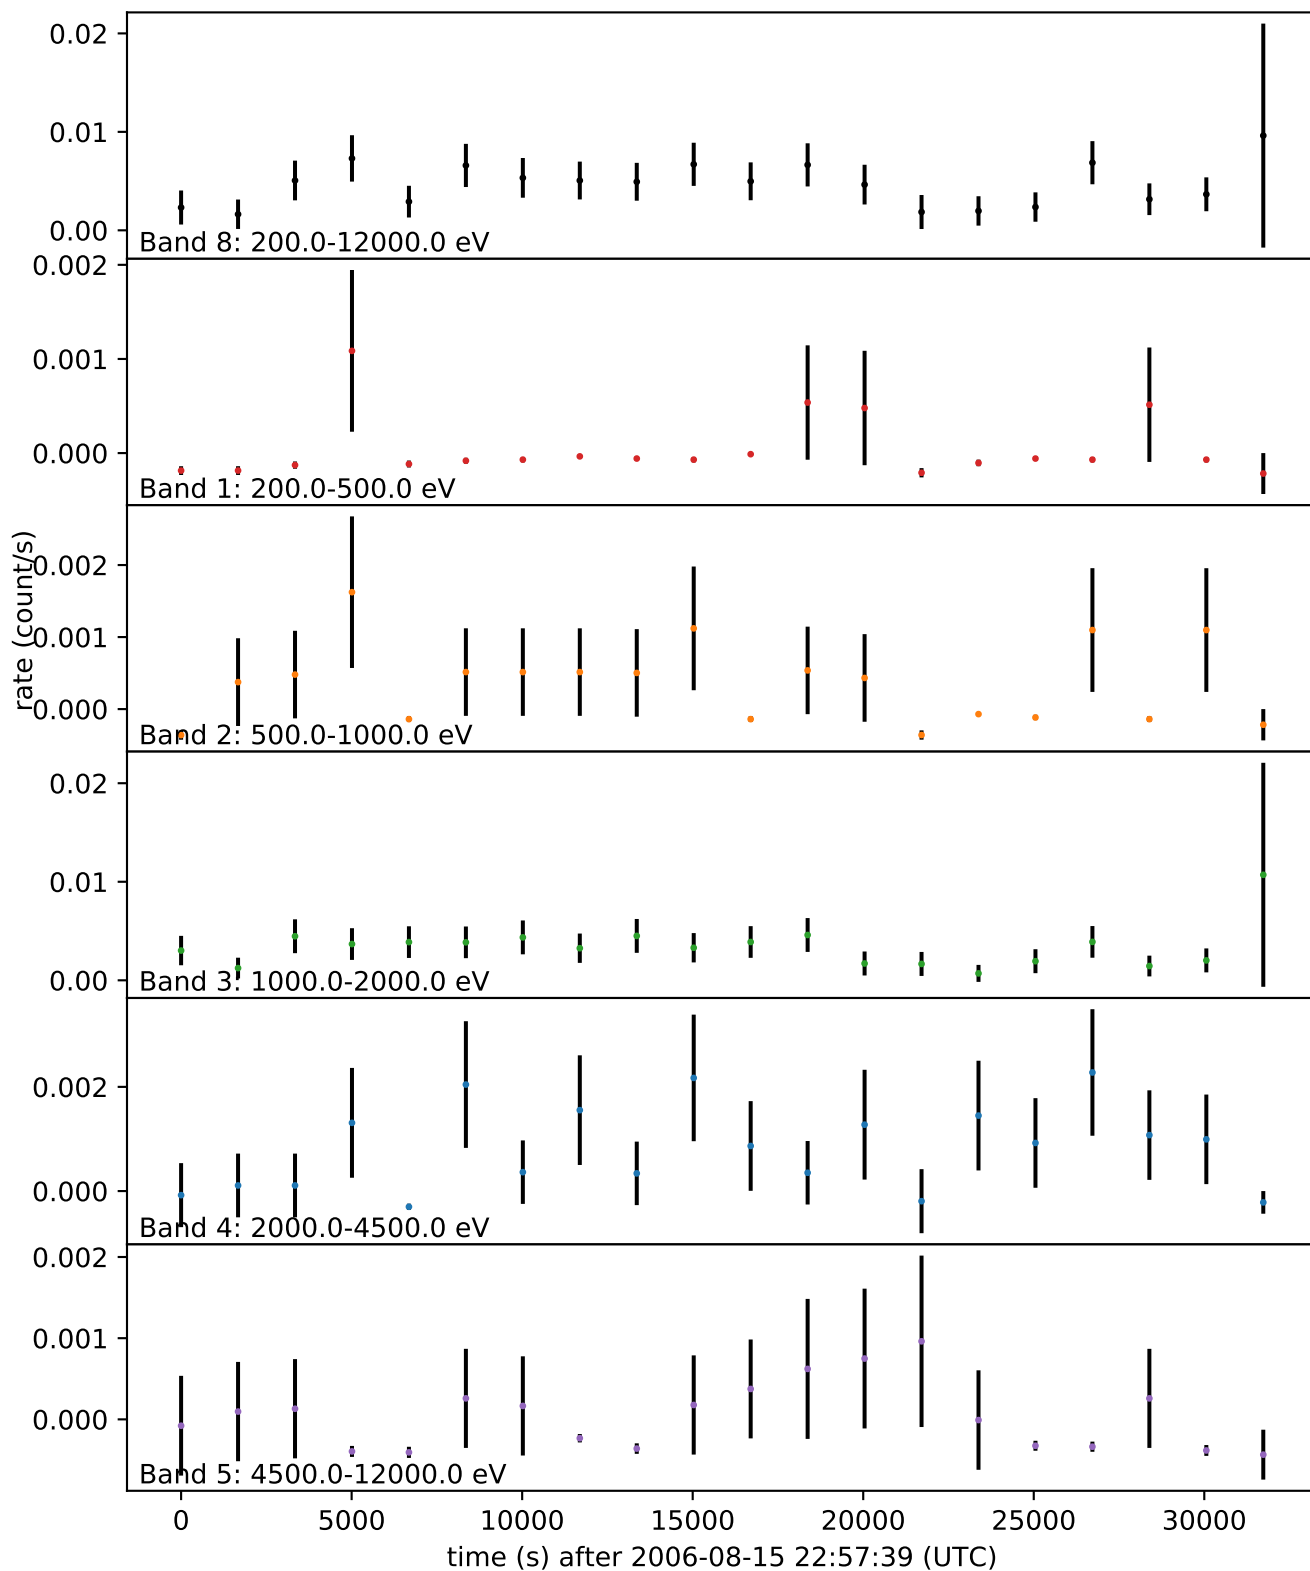 0.02
0.01
0.00
Band 8: 200.0-12000.0 eV
0.002
0.001
0.000
Band 1: 200.0-500.0 eV
rate (count/s)
0.002
0.001
0.000
Band 2: 500.0-1000.0 eV
0.02
0.01
0.00
Band 3: 1000.0-2000.0 eV
0.002
0.000
Band 4: 2000.0-4500.0 eV
0.002
0.001
0.000
Band 5: 4500.0-12000.0 eV
0 5000 10000 15000 20000 25000 30000
time (s) after 2006-08-15 22:57:39 (UTC)